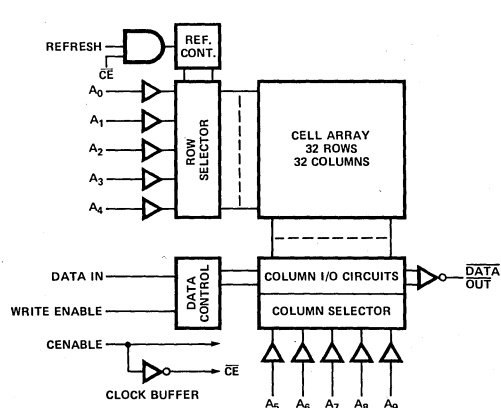 REFRESH
CE
REF.
CONT.
A0
A1
A2
A3
A4
ROW
SELECTOR
CELL ARRAY
32 ROWS
32 COLUMNS
DATA IN
WRITE ENABLE
DATA
CONTROL
COLUMN I/O CIRCUITS
COLUMN SELECTOR
DATA
OUT
CENABLE
CE
CLOCK BUFFER
A5
A6
A7
A8
A9